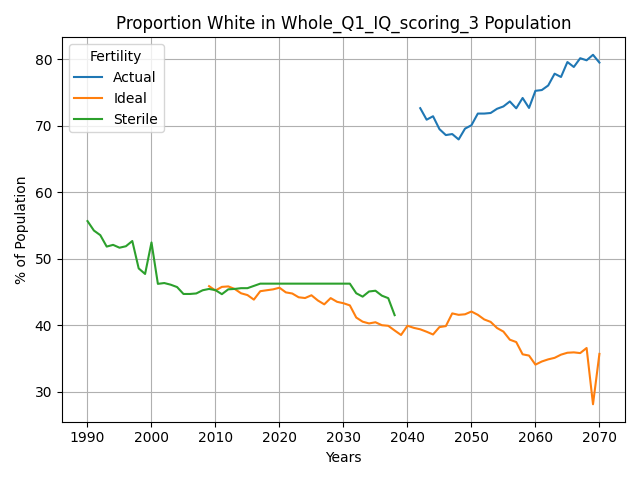 Proportion White in Whole_Q1_IQ_scoring_3 Population
Fertility
Actual
Ideal
Sterile
80
70
60
50
40
30
% of Population
1990 2000 2010 2020 2030 2040 2050 2060 2070
Years